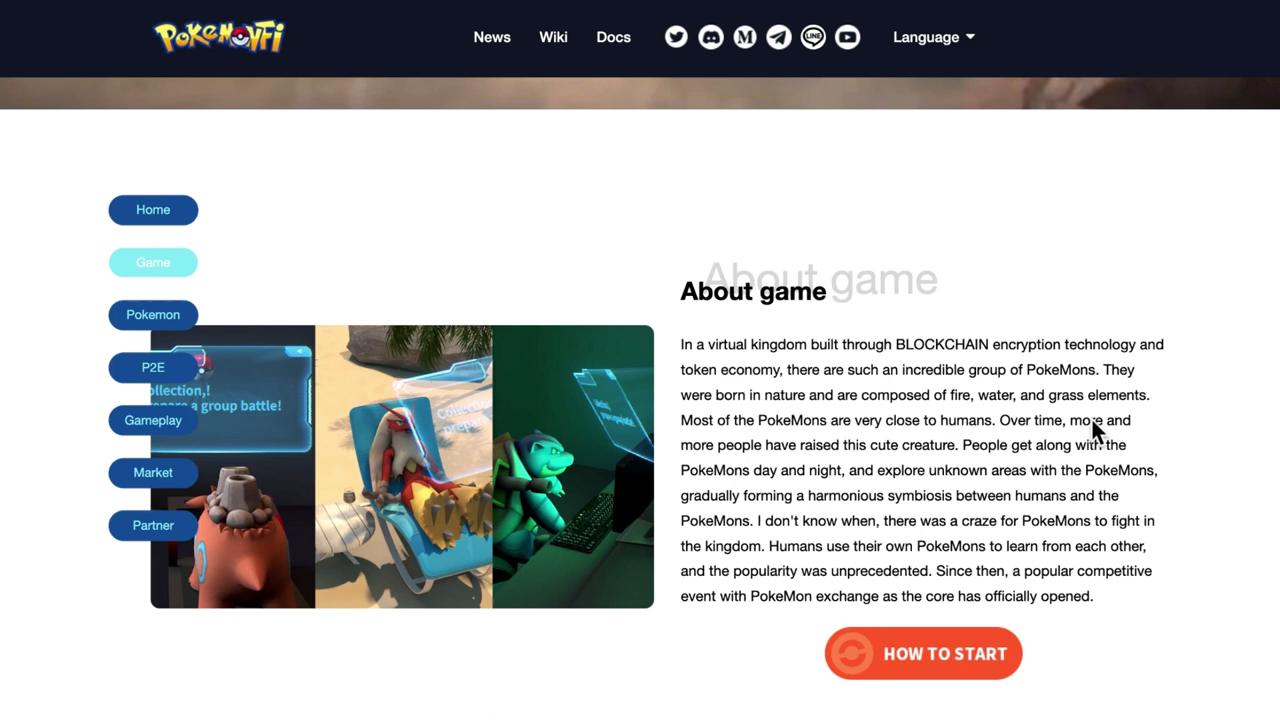 PoKeMoNFi
News
Wiki
Docs
M
LINE
Language
Home
Game
Pokemon
P2E
Gameplay
Market
Partner
ollection,!
a group battle!
About game
About game
In a virtual kingdom built through BLOCKCHAIN encryption technology and
token economy, there are such an incredible group of PokeMons. They
were born in nature and are composed of fire, water, and grass elements.
Most of the PokeMons are very close to humans. Over time, more and
more people have raised this cute creature. People get along with the
PokeMons day and night, and explore unknown areas with the PokeMons,
gradually forming a harmonious symbiosis between humans and the
PokeMons. I don't know when, there was a craze for PokeMons to fight in
the kingdom. Humans use their own PokeMons to learn from each other,
and the popularity was unprecedented. Since then, a popular competitive
event with PokeMon exchange as the core has officially opened.
HOW TO START